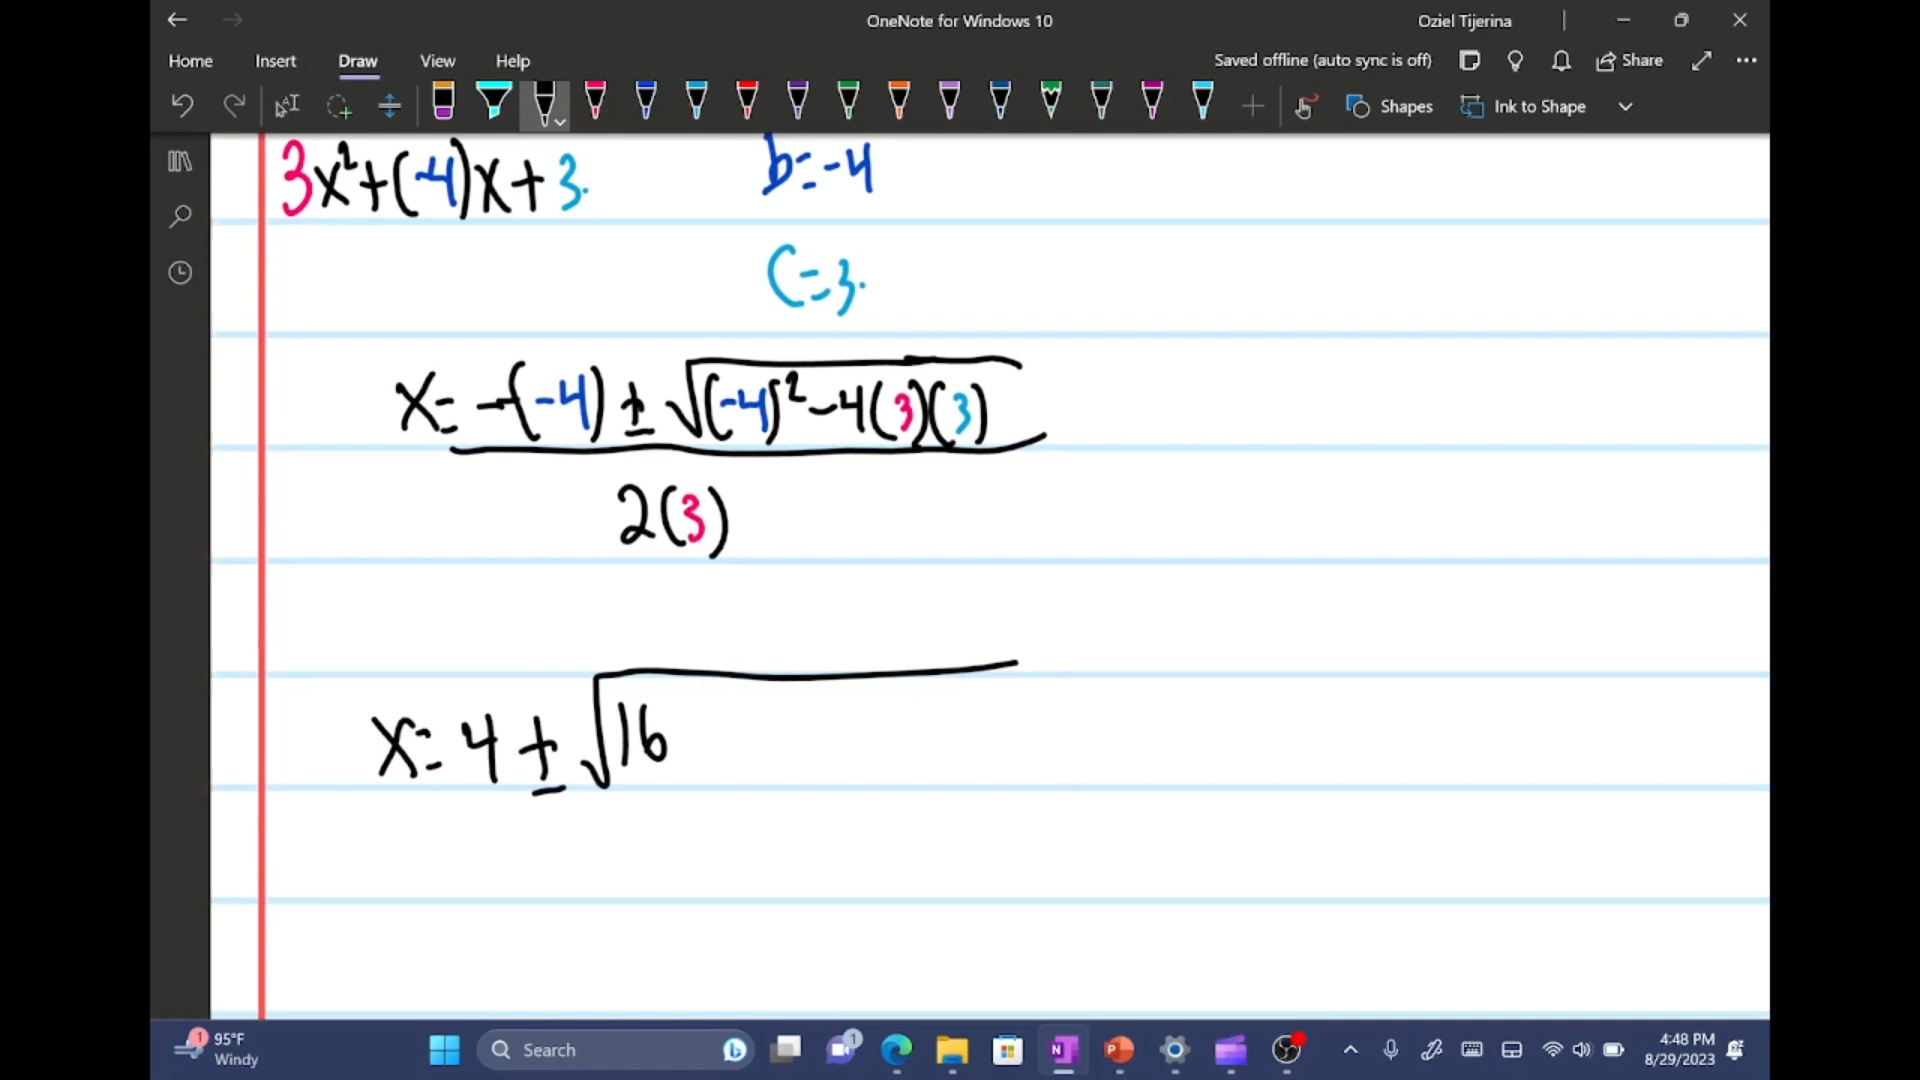 OneNote for Windows 10
Oziel Tijerina
Home Insert Draw View Help
Saved offline (auto sync is off)
Share
Shapes
Ink to Shape
3x²+(-4)x+3.
b=-4
C=3.
x= -(-4) ± √(-4)²-4(3)(3)
2(3)
x= 4 ± √16
1
95°F
Windy
Search
1
4:48 PM
8/29/2023